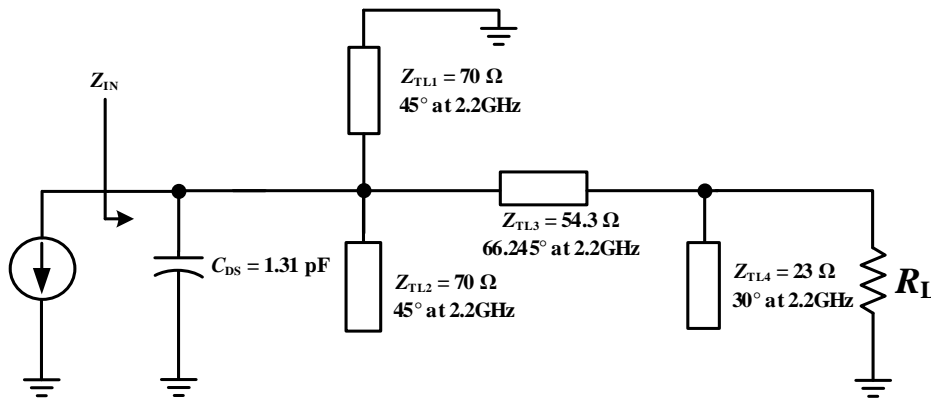 Z_TL1 = 70 Ω
45° at 2.2GHz
Z_IN
Z_TL3 = 54.3 Ω
66.245° at 2.2GHz
C_DS = 1.31 pF
Z_TL2 = 70 Ω
45° at 2.2GHz
Z_TL4 = 23 Ω
30° at 2.2GHz
R_L